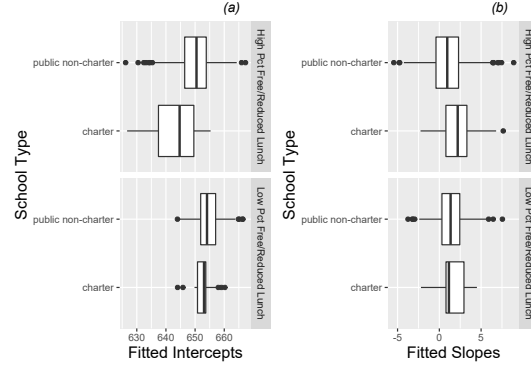 (a)
School Type
public non-charter
charter
High Pct Free/Reduced Lunch
public non-charter
charter
Low Pct Free/Reduced Lunch
630
640
650
660
Fitted Intercepts
(b)
School Type
public non-charter
charter
High Pct Free/Reduced Lunch
public non-charter
charter
Low Pct Free/Reduced Lunch
-5
0
5
Fitted Slopes